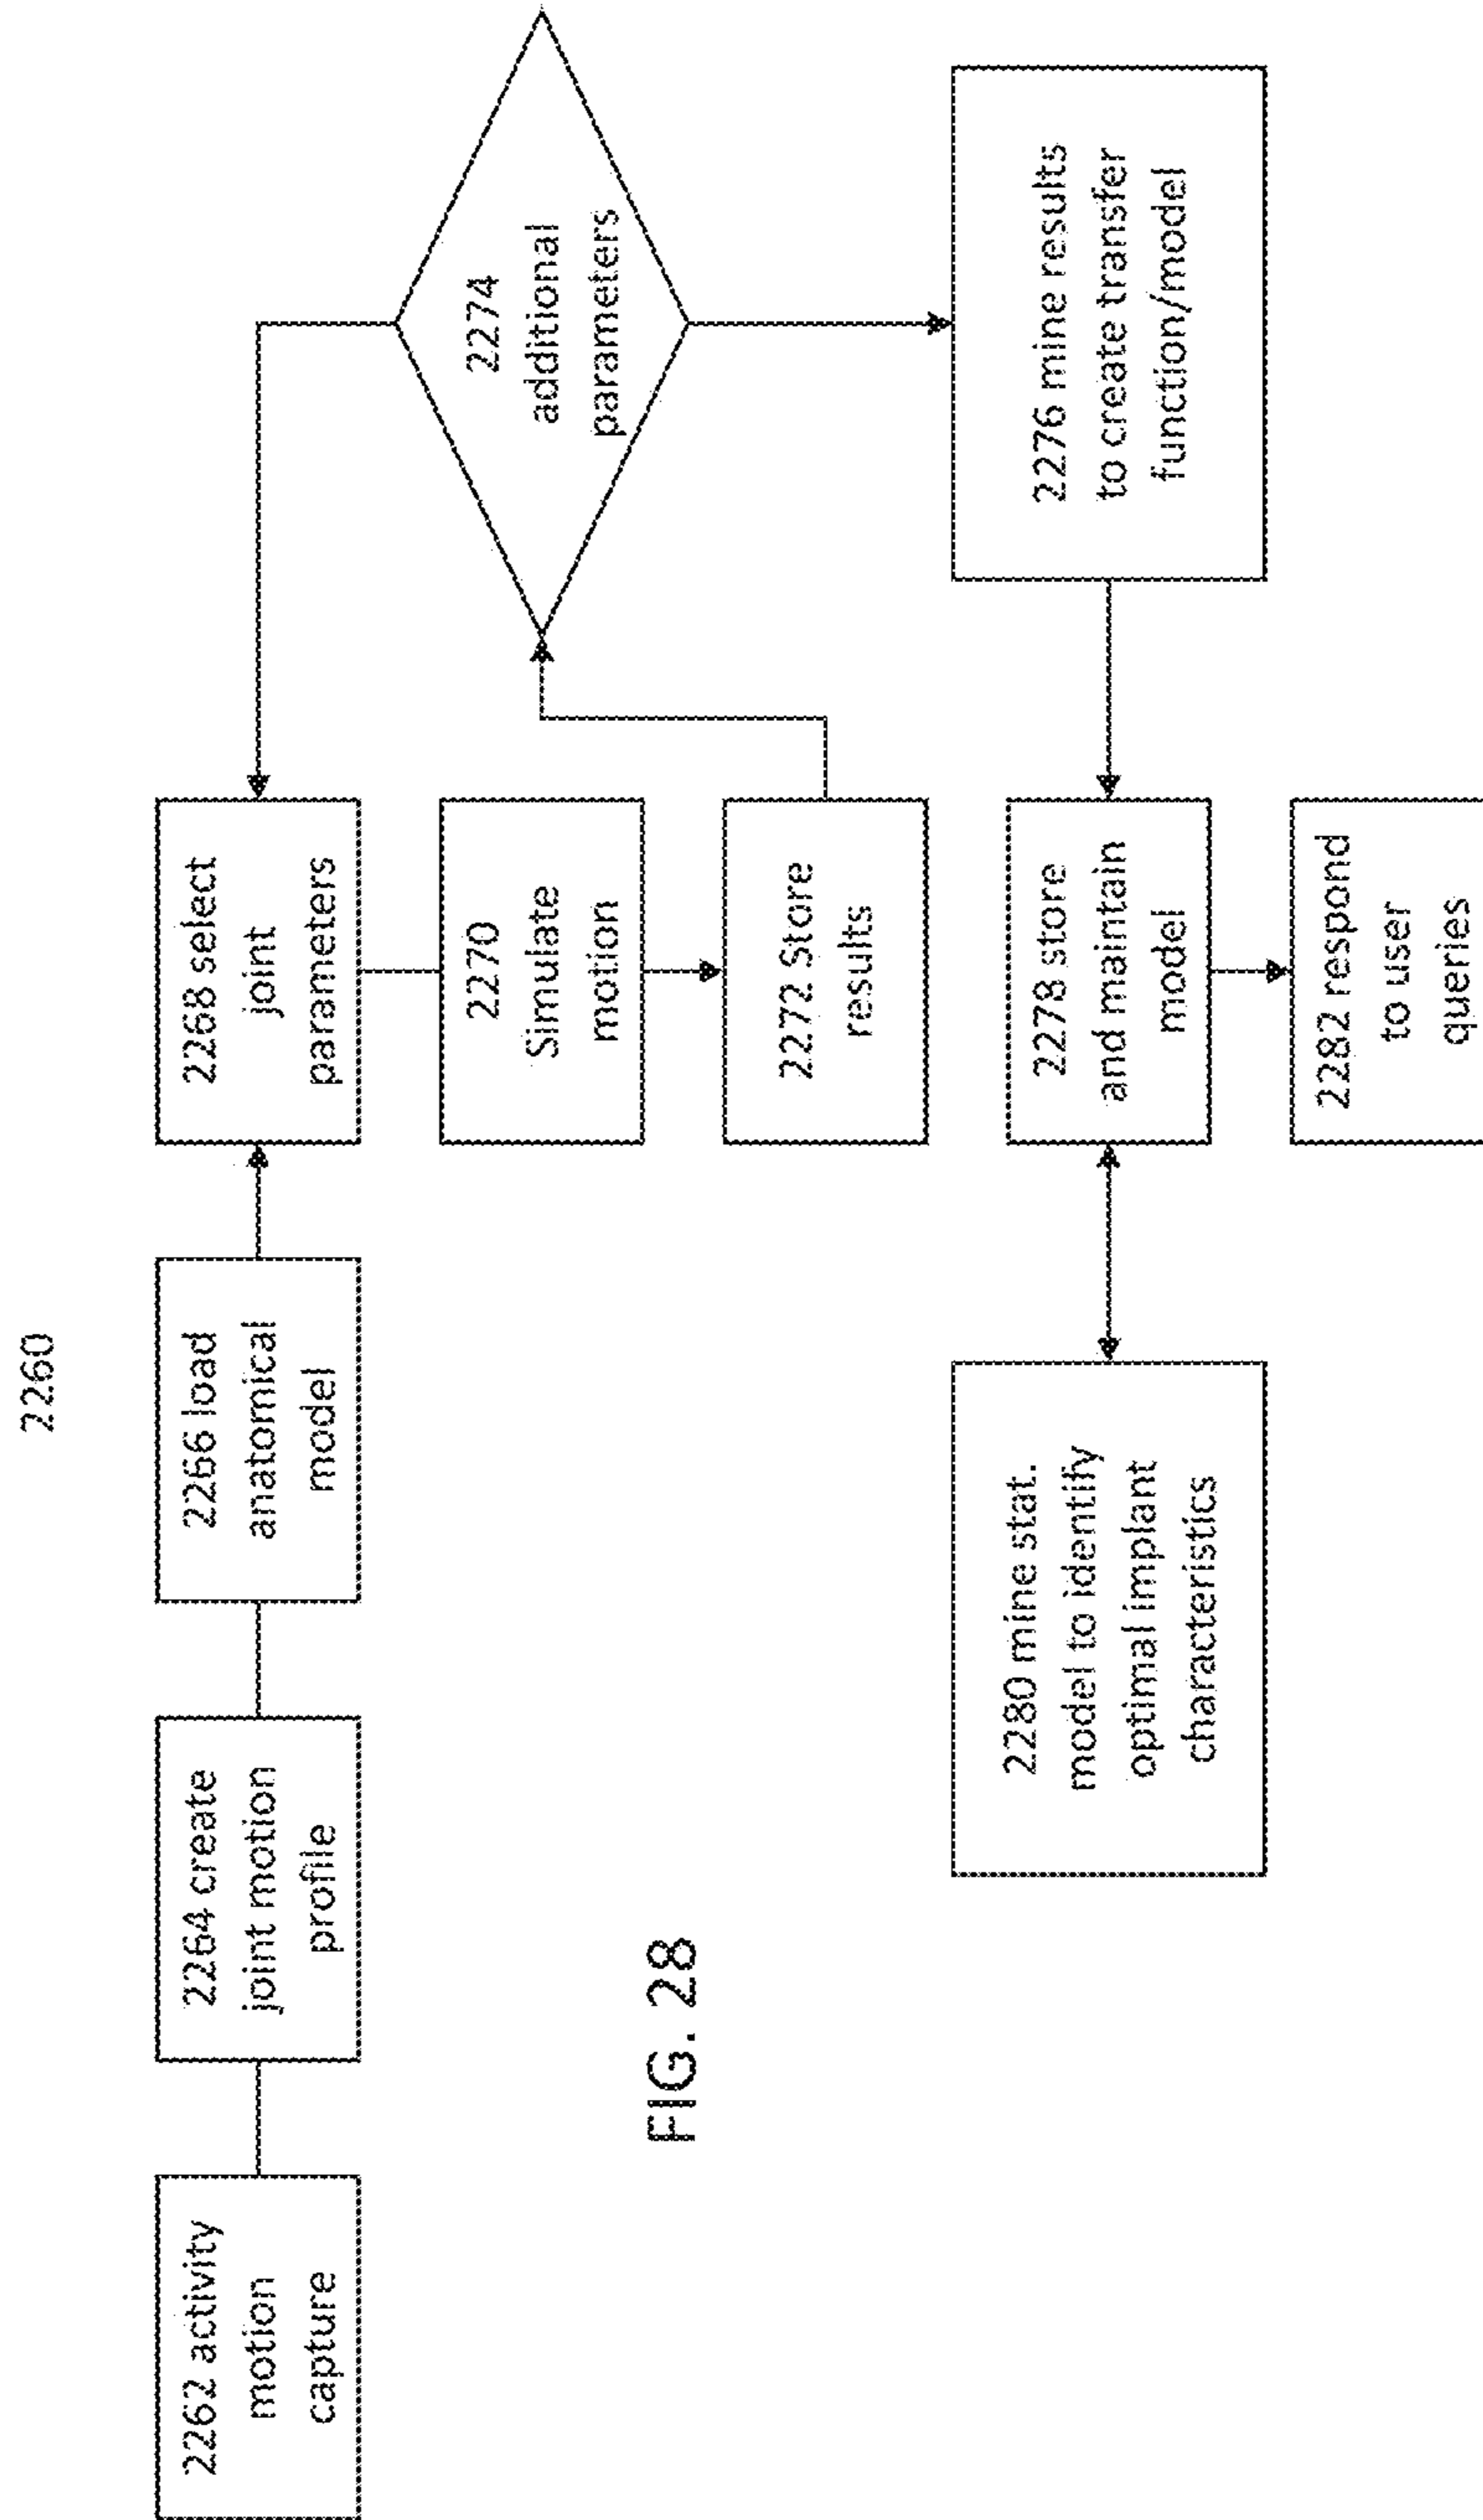 2260
2262 activity
motion
capture
2264 create
joint motion
profile
2266 load
anatomical
model
2268 select
joint
parameters
2270
Simulate
motion
2272 Store
results
2274
additional
parameters
2276 mine results
to create transfer
function/model
2278 store
and maintain
model
2280 mine stat.
model to identify
optimal implant
characteristics
2282 respond
to user
queries
FIG. 28